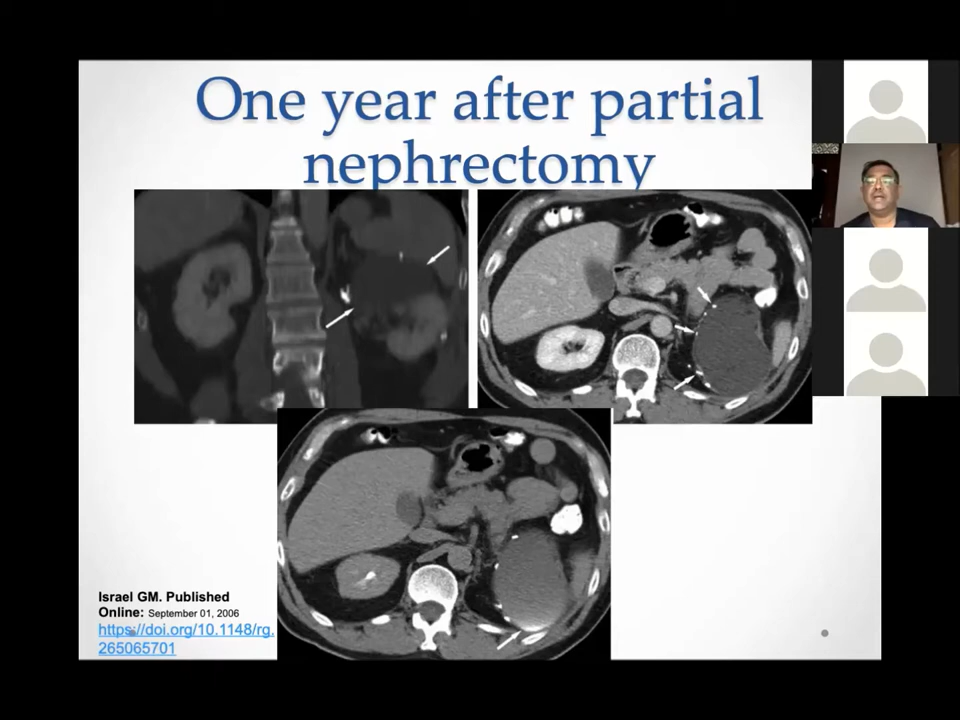 One year after partial
nephrectomy
Israel GM. Published
Online: September 01, 2006
https://doi.org/10.1148/rg.
265065701